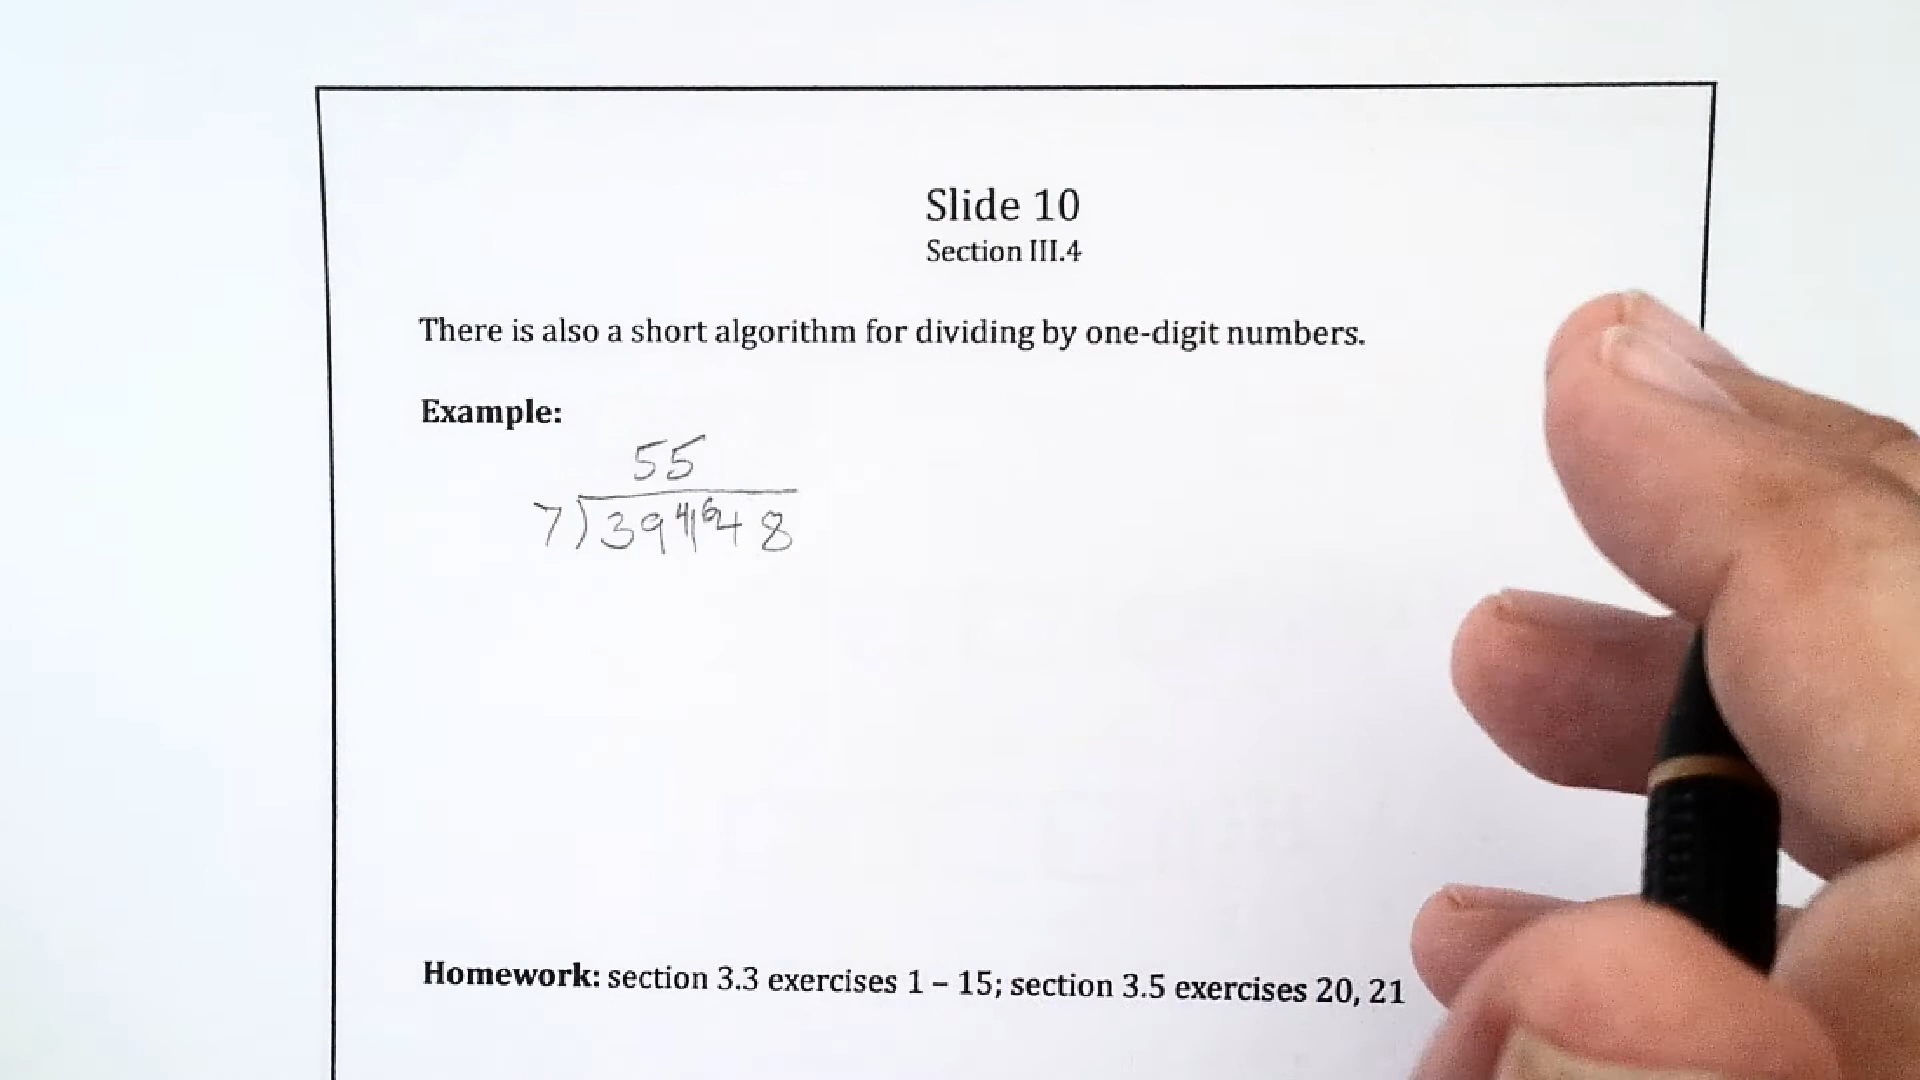 Slide 10
Section III.4
There is also a short algorithm for dividing by one-digit numbers.
Example:
55
7)39⁴1⁶48
Homework: section 3.3 exercises 1 – 15; section 3.5 exercises 20, 21